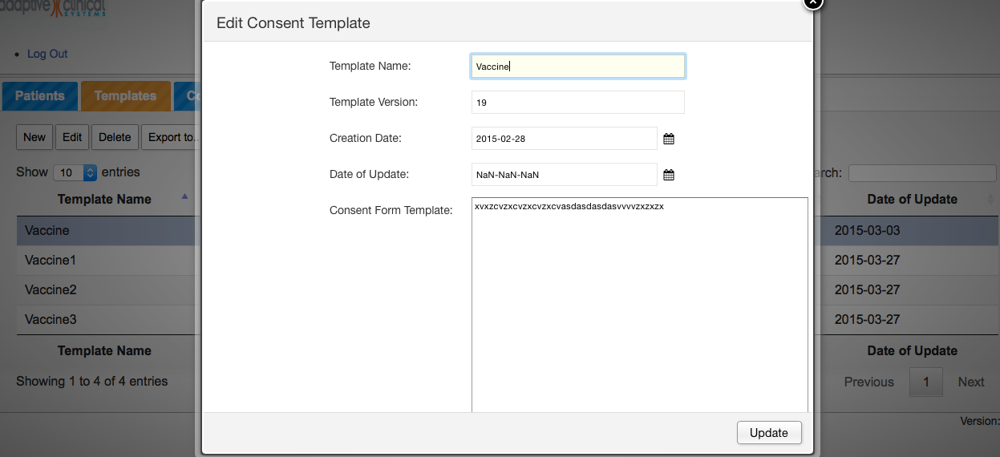 adaptive clinical
SYSTEMS
Log Out
Patients Templates Co
New Edit Delete Export to..
Show 10 entries
arch:
Template Name Date of Update
Vaccine 2015-03-03
Vaccine1 2015-03-27
Vaccine2 2015-03-27
Vaccine3 2015-03-27
Template Name Date of Update
Showing 1 to 4 of 4 entries
Previous 1 Next
Version:
Edit Consent Template
Template Name: Vaccine
Template Version: 19
Creation Date: 2015-02-28
Date of Update: NaN-NaN-NaN
Consent Form Template: xvxzcvzxcvzxcvzxcvasdasdasdasvvvvzxzxzx
Update